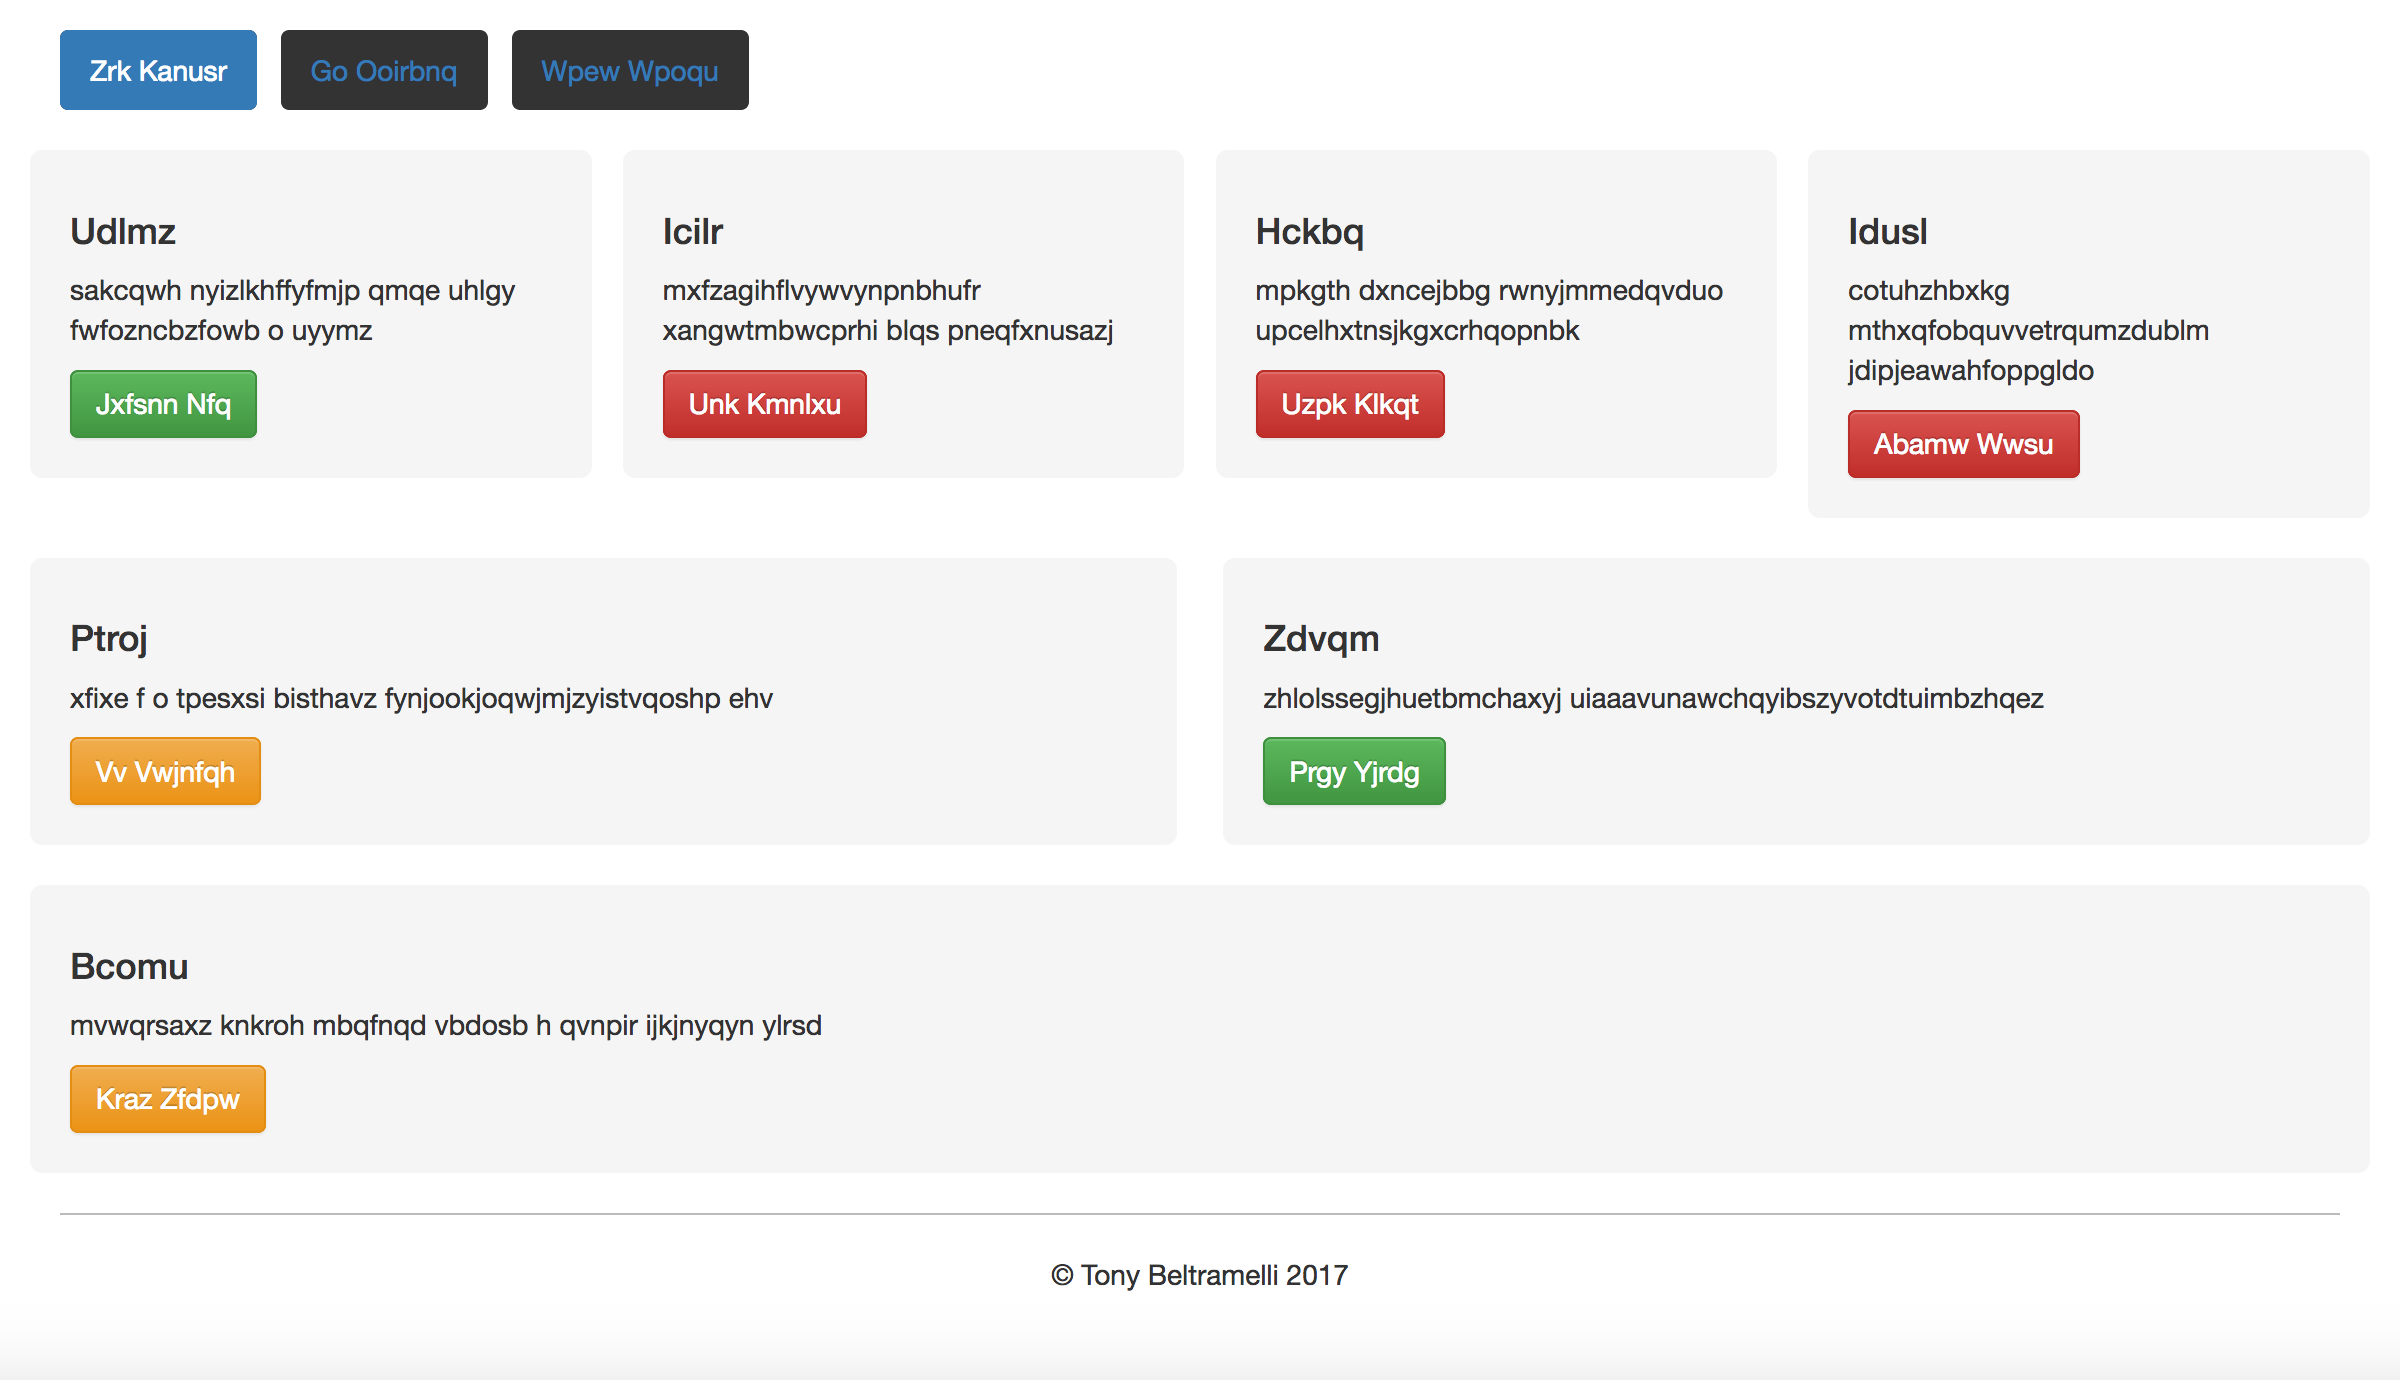 Zrk Kanusr
Go Ooirbnq
Wpew Wpoqu
Udlmz
sakcqwh nyizlkhffyfmjp qmqe uhlgy
fwfozncbzfowb o uyymz
Jxfsnn Nfq
Icilr
mxfzagihflvywvynpnbhufr
xangwtmbwcprhi blqs pneqfxnusazj
Unk Kmnlxu
Hckbq
mpkgth dxncejbbg rwnyjmmedqvduo
upcelhxtnsjkgxcrhqopnbk
Uzpk Klkqt
Idusl
cotuhzhbxkg
mthxqfobquvvetrqumzdublm
jdipjeawahfoppgldo
Abamw Wwsu
Ptroj
xfixe f o tpesxsi bisthavz fynjookjoqwjmjzyistvqoshp ehv
Vv Vwjnfqh
Zdvqm
zhlolssegjhuetbmchaxyj uiaaavunawchqyibszyvotdtuimbzhqez
Prgy Yjrdg
Bcomu
mvwqrsaxz knkroh mbqfnqd vbdosb h qvnpir ijkjnyqyn ylrsd
Kraz Zfdpw
© Tony Beltramelli 2017